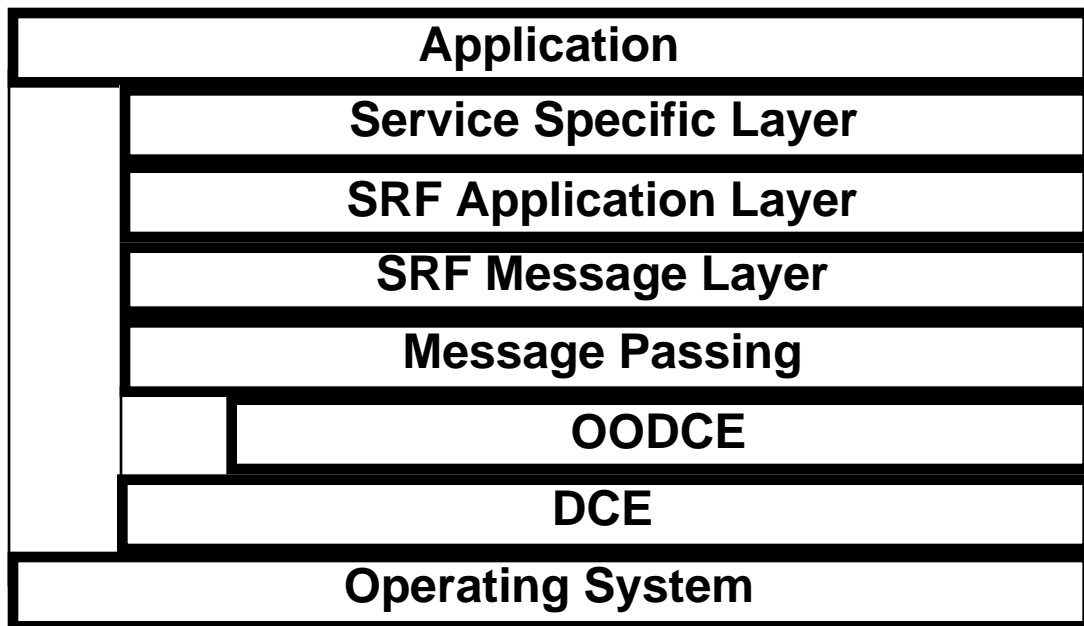 Application
Service Specific Layer
SRF Application Layer
SRF Message Layer
Message Passing
OODCE
DCE
Operating System